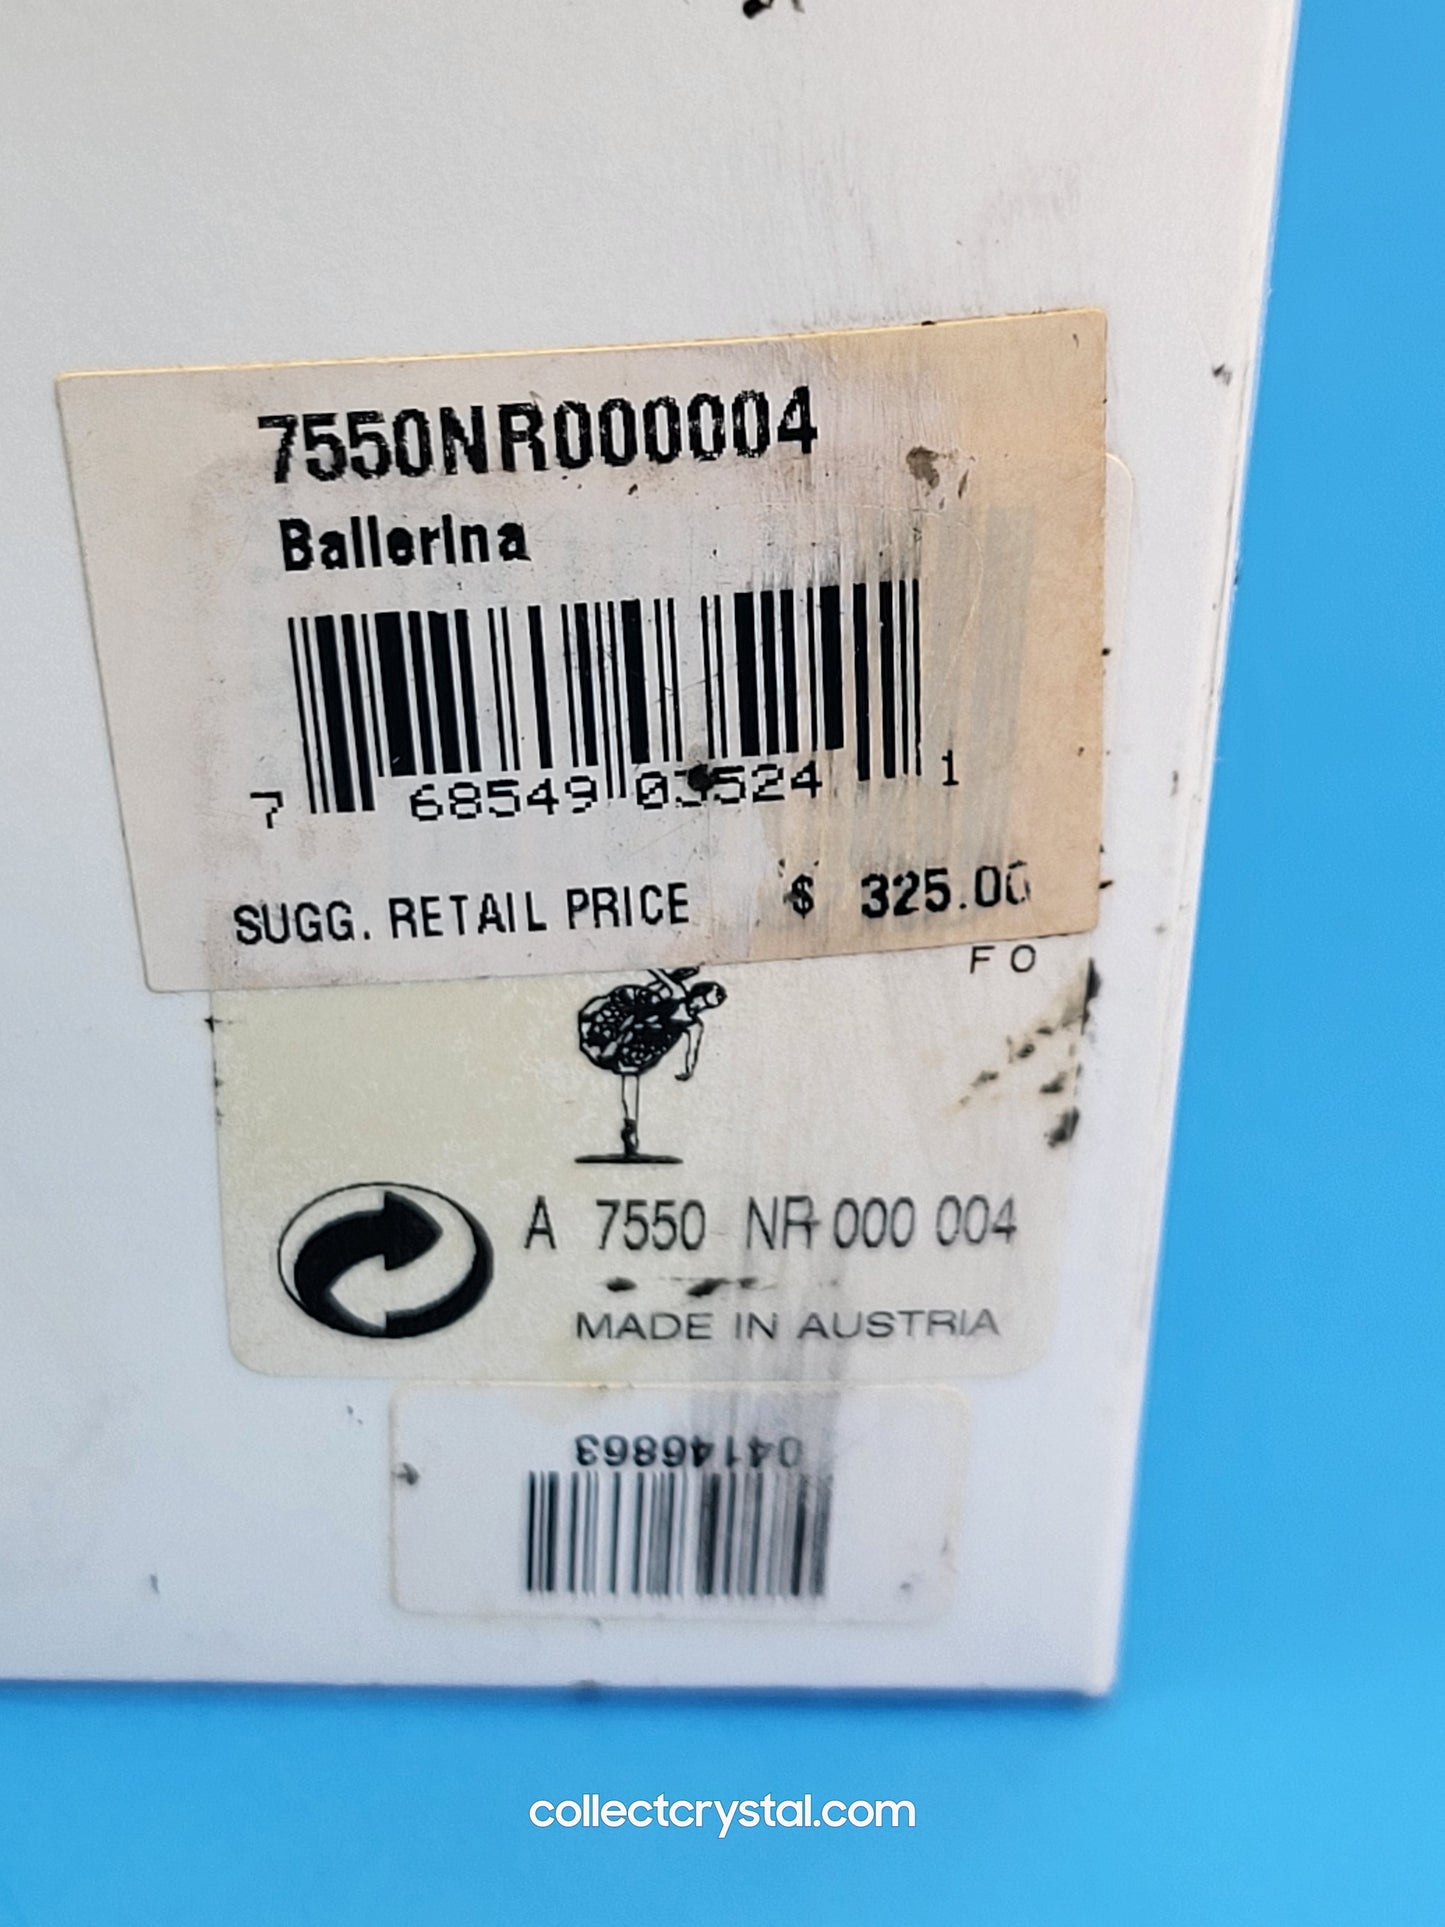 7550NR000004
Ballerina
7 68549 03524 1
SUGG. RETAIL PRICE $ 325.00
F O
A 7550 NR 000 004
MADE IN AUSTRIA
04146863
collectcrystal.com